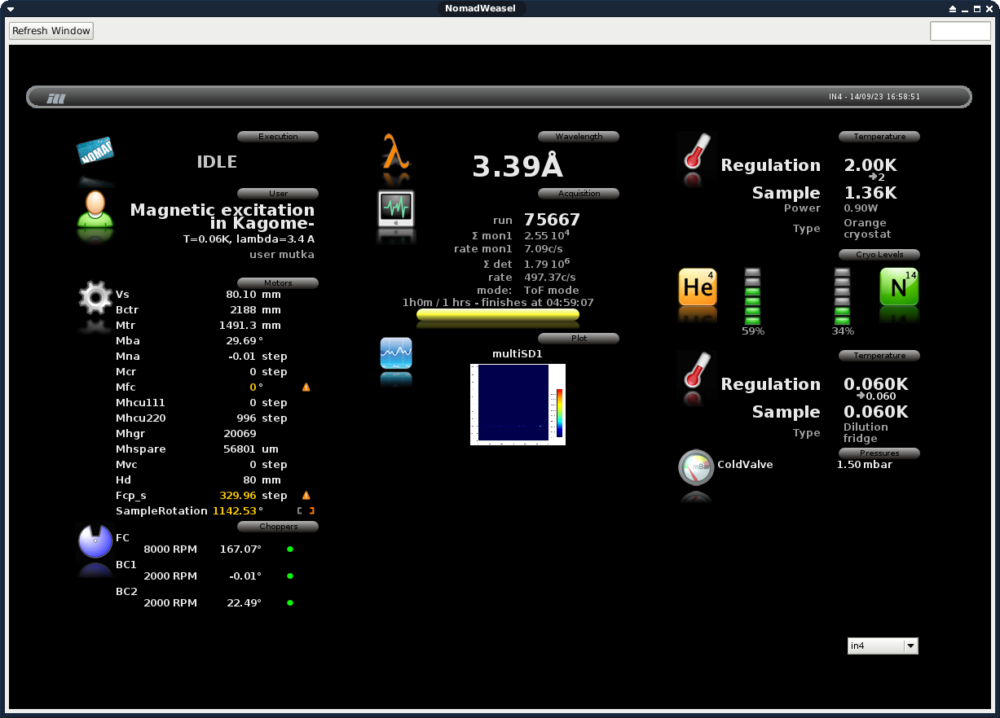 NomadWeasel
Refresh Window
ill
IN4 - 14/09/23 16:58:51
NOMAD
Execution
IDLE
User
Magnetic excitation
in Kagome-
T=0.06K, lambda=3.4 A
user mutka
Motors
Vs 80.10 mm
Bctr 2188 mm
Mtr 1491.3 mm
Mba 29.69 °
Mna -0.01 step
Mcr 0 step
Mfc 0 °
Mhcu111 0 step
Mhcu220 996 step
Mhgr 20069
Mhspare 56801 um
Mvc 0 step
Hd 80 mm
Fcp_s 329.96 step
SampleRotation 1142.53 °
Choppers
FC
8000 RPM 167.07°
BC1
2000 RPM -0.01°
BC2
2000 RPM 22.49°
λ
Wavelength
3.39Å
Acquisition
run 75667
Σ mon1 2.55 10⁴
rate mon1 7.09c/s
Σ det 1.79 10⁶
rate 497.37c/s
mode: ToF mode
1h0m / 1 hrs - finishes at 04:59:07
Plot
multiSD1
Temperature
Regulation 2.00K
➔2
Sample 1.36K
Power 0.90W
Type Orange
cryostat
Cryo Levels
He 4
59%
34%
N 14
Temperature
Regulation 0.060K
➔0.060
Sample 0.060K
Type Dilution
fridge
Pressures
mBar
ColdValve 1.50 mbar
in4